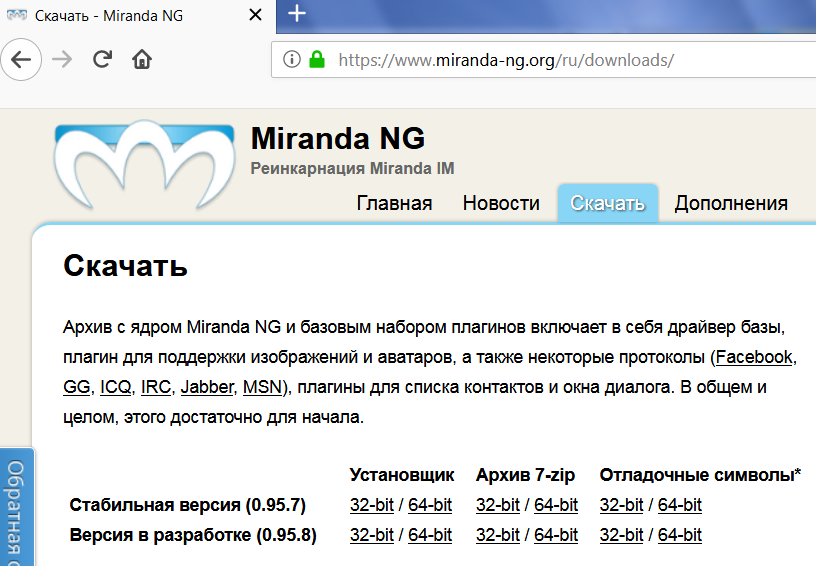 Скачать - Miranda NG
https://www.miranda-ng.org/ru/downloads/
Miranda NG
Реинкарнация Miranda IM
Главная Новости Скачать Дополнения
Скачать
Архив с ядром Miranda NG и базовым набором плагинов включает в себя драйвер базы,
плагин для поддержки изображений и аватаров, а также некоторые протоколы (Facebook,
GG, ICQ, IRC, Jabber, MSN), плагины для списка контактов и окна диалога. В общем и
целом, этого достаточно для начала.
Установщик Архив 7-zip Отладочные символы*
Стабильная версия (0.95.7) 32-bit / 64-bit 32-bit / 64-bit 32-bit / 64-bit
Версия в разработке (0.95.8) 32-bit / 64-bit 32-bit / 64-bit 32-bit / 64-bit
Обратная